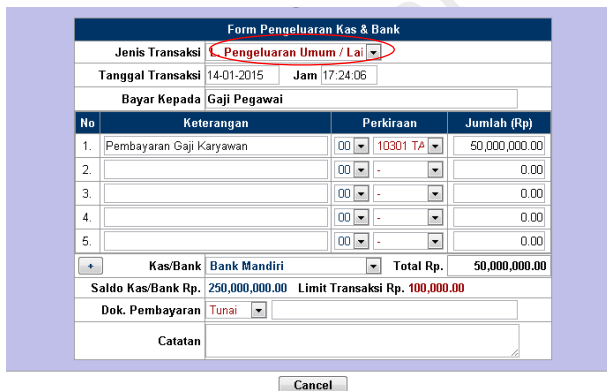 Form Pengeluaran Kas & Bank
Jenis Transaksi Pengeluaran Umum / Lai
Tanggal Transaksi 14-01-2015 Jam 17:24:06
Bayar Kepada Gaji Pegawai
No Keterangan Perkiraan Jumlah (Rp)
1. Pembayaran Gaji Karyawan 00 10301 TA 50,000,000.00
2. 00 - 0.00
3. 00 - 0.00
4. 00 - 0.00
5. 00 - 0.00
+ Kas/Bank Bank Mandiri Total Rp. 50,000,000.00
Saldo Kas/Bank Rp. 250,000,000.00 Limit Transaksi Rp. 100,000.00
Dok. Pembayaran Tunai
Catatan
Cancel